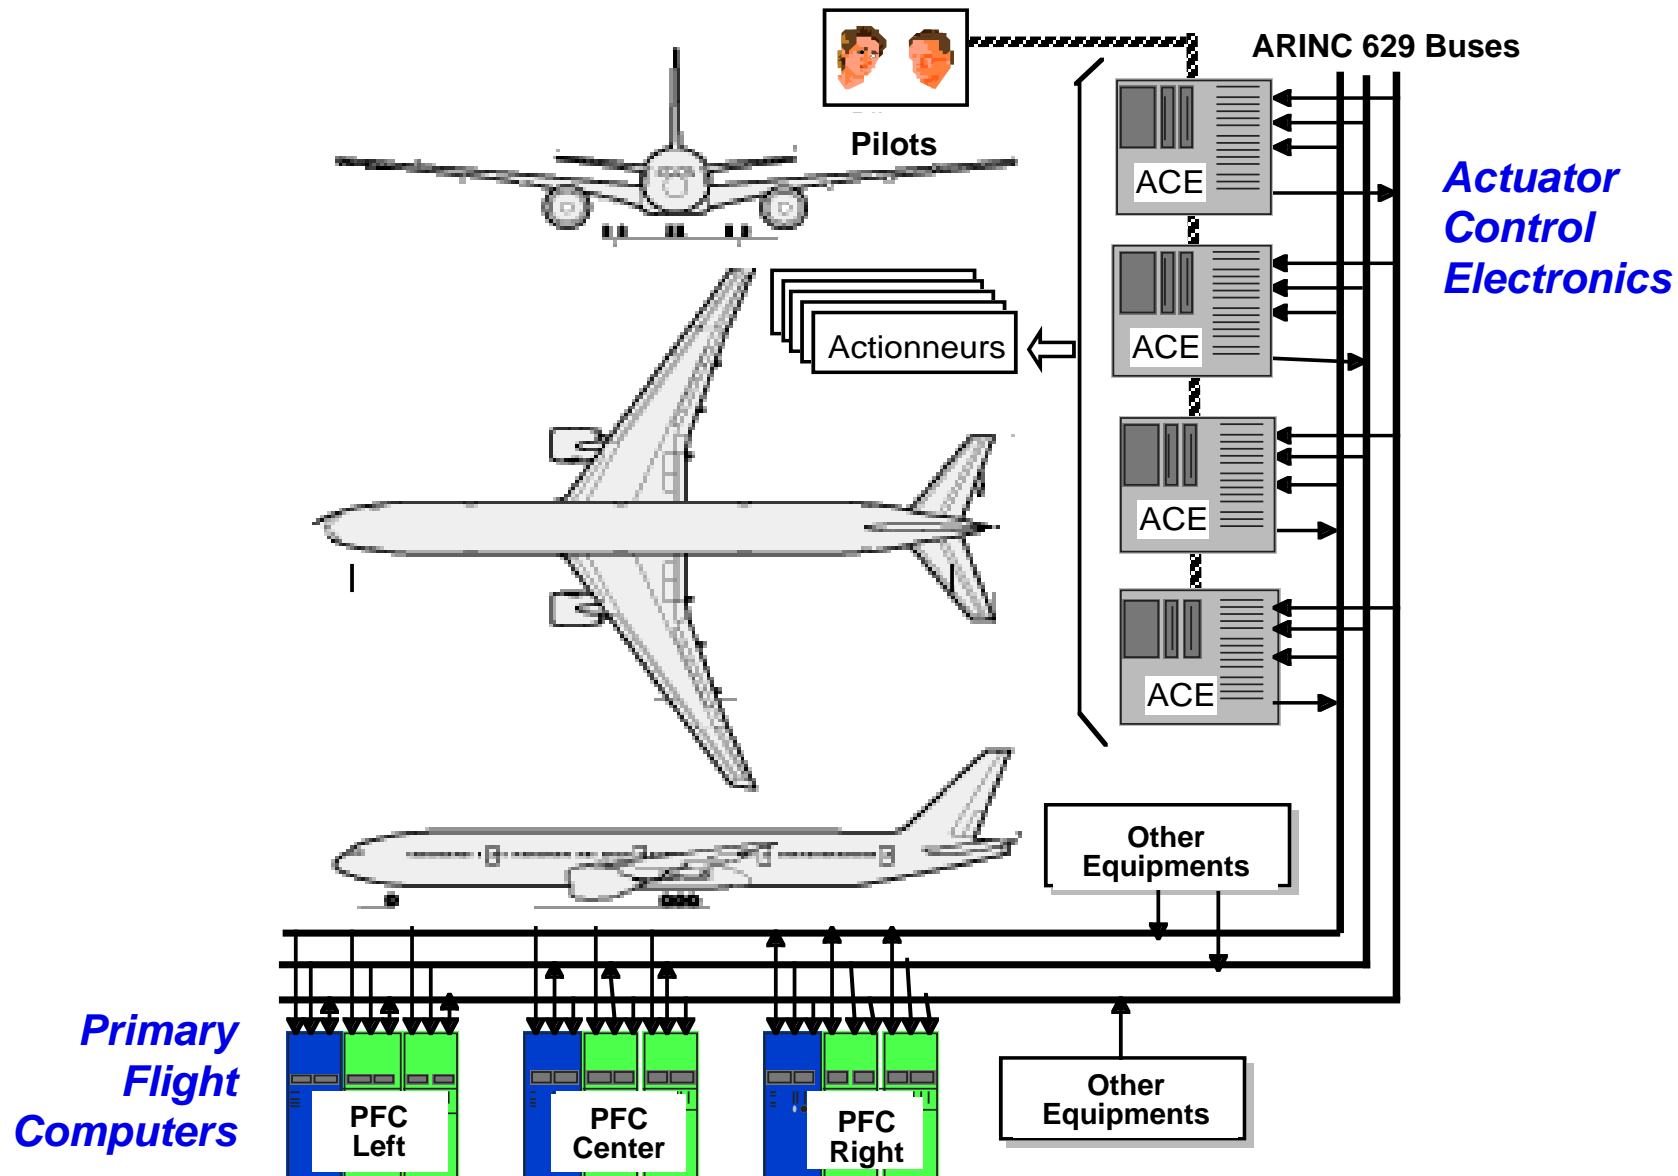 ARINC 629 Buses
Pilots
ACE
Actuator
Control
Electronics
Actionneurs
ACE
ACE
ACE
Other
Equipments
Primary
Flight
Computers
PFC
Left
PFC
Center
PFC
Right
Other
Equipments